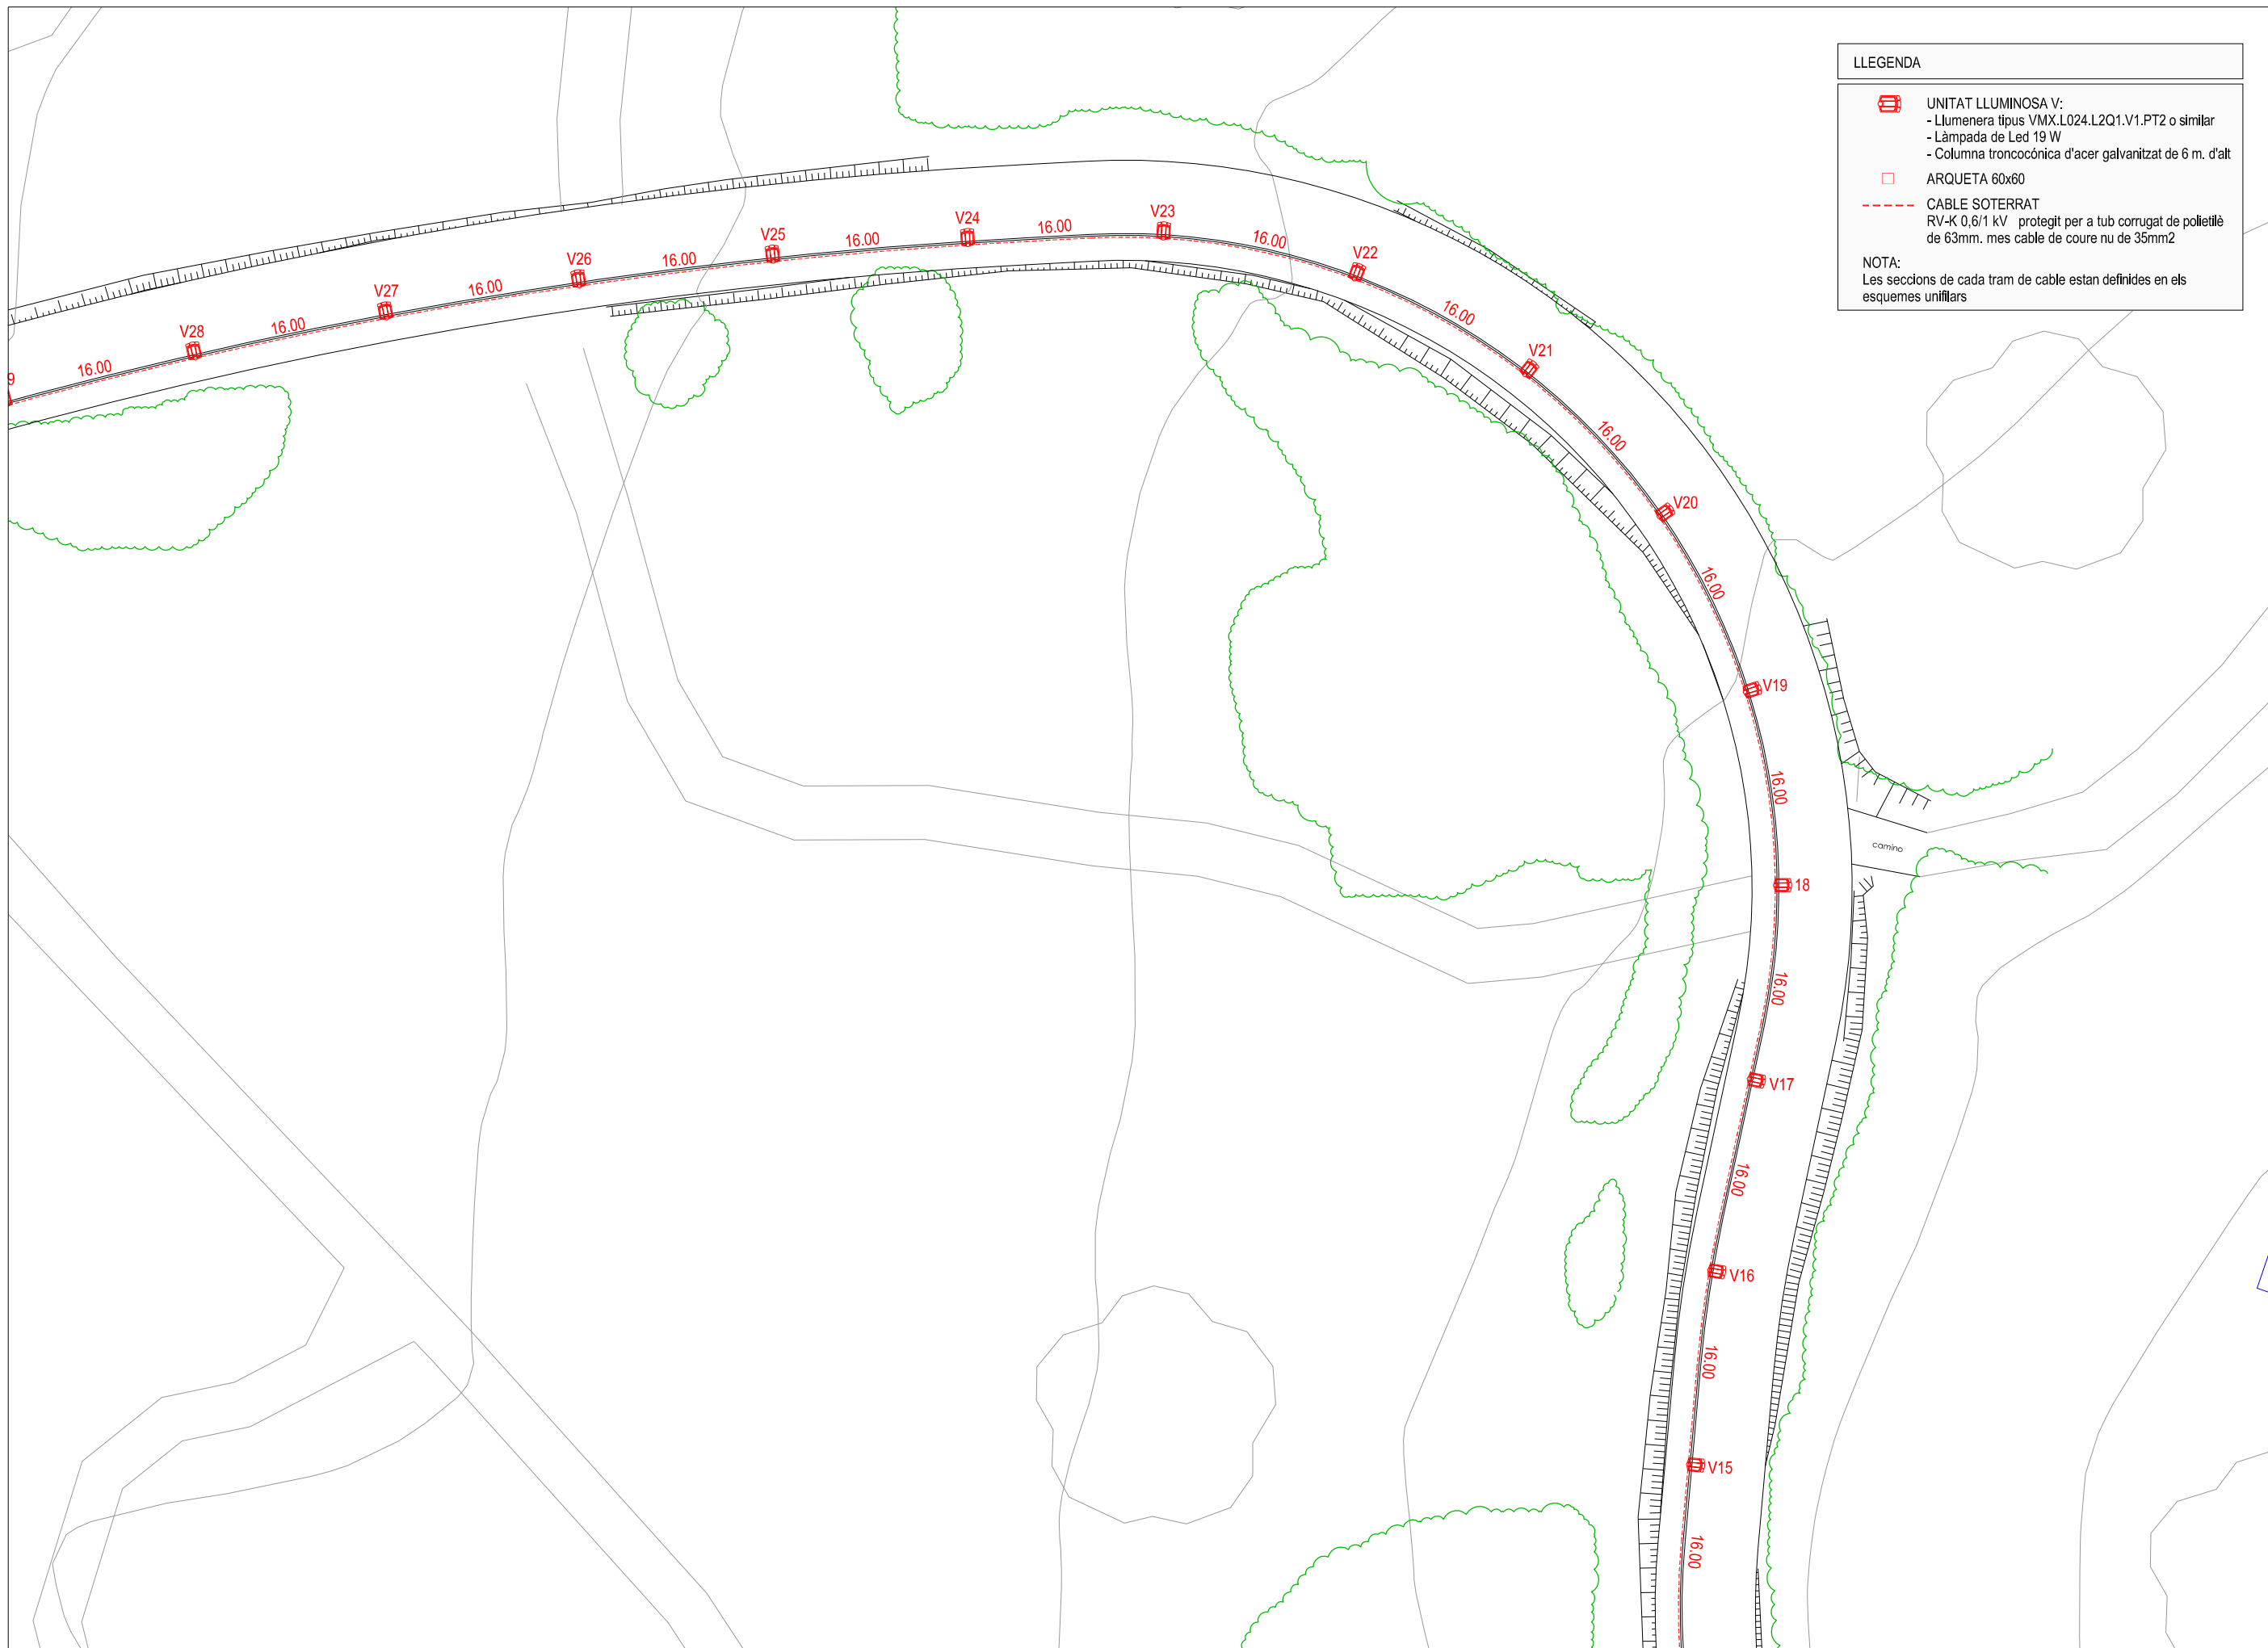 LLEGENDA
UNITAT LLUMINOSA V:
- Llumenera tipus VMX.L024.L2Q1.V1.PT2 o similar
- Làmpada de Led 19 W
- Columna troncocónica d'acer galvanitzat de 6 m. d'alt
ARQUETA 60x60
CABLE SOTERRAT
RV-K 0,6/1 kV protegit per a tub corrugat de polietilè
de 63mm. mes cable de coure nu de 35mm2
NOTA:
Les seccions de cada tram de cable estan definides en els
esquemes unifilars
9
16.00
V28
16.00
V27
16.00
V26
16.00
V25
16.00
V24
16.00
V23
16.00
V22
16.00
V21
16.00
V20
16.00
V19
16.00
camino
18
16.00
V17
16.00
V16
16.00
V15
16.00